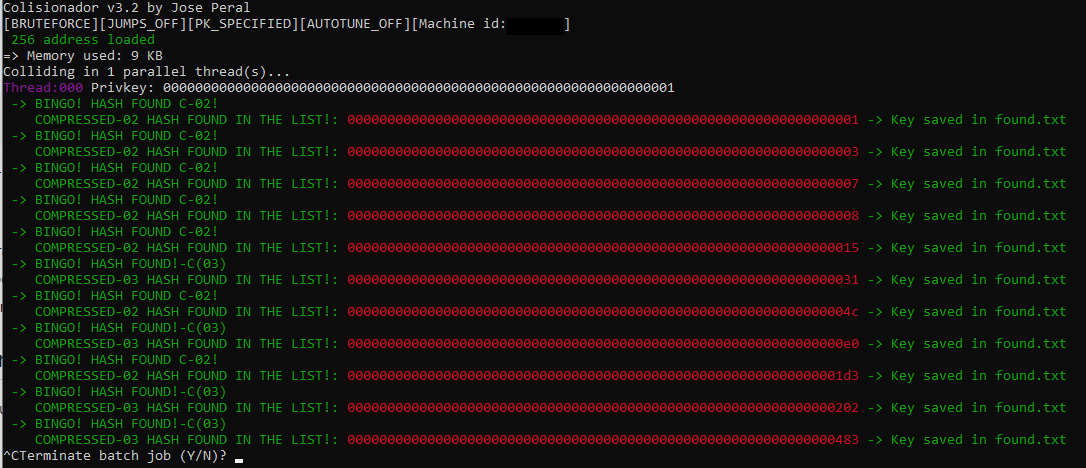 Colisionador v3.2 by Jose Peral
[BRUTEFORCE][JUMPS_OFF][PK_SPECIFIED][AUTOTUNE_OFF][Machine id: ]
256 address loaded
=> Memory used: 9 KB
Colliding in 1 parallel thread(s)...
Thread:000 Privkey: 0000000000000000000000000000000000000000000000000000000000000001
-> BINGO! HASH FOUND C-02!
COMPRESSED-02 HASH FOUND IN THE LIST!: 0000000000000000000000000000000000000000000000000000000000000001 -> Key saved in found.txt
-> BINGO! HASH FOUND C-02!
COMPRESSED-02 HASH FOUND IN THE LIST!: 0000000000000000000000000000000000000000000000000000000000000003 -> Key saved in found.txt
-> BINGO! HASH FOUND C-02!
COMPRESSED-02 HASH FOUND IN THE LIST!: 0000000000000000000000000000000000000000000000000000000000000007 -> Key saved in found.txt
-> BINGO! HASH FOUND C-02!
COMPRESSED-02 HASH FOUND IN THE LIST!: 0000000000000000000000000000000000000000000000000000000000000008 -> Key saved in found.txt
-> BINGO! HASH FOUND C-02!
COMPRESSED-02 HASH FOUND IN THE LIST!: 0000000000000000000000000000000000000000000000000000000000000015 -> Key saved in found.txt
-> BINGO! HASH FOUND!-C(03)
COMPRESSED-03 HASH FOUND IN THE LIST!: 0000000000000000000000000000000000000000000000000000000000000031 -> Key saved in found.txt
-> BINGO! HASH FOUND C-02!
COMPRESSED-02 HASH FOUND IN THE LIST!: 000000000000000000000000000000000000000000000000000000000000004c -> Key saved in found.txt
-> BINGO! HASH FOUND!-C(03)
COMPRESSED-03 HASH FOUND IN THE LIST!: 00000000000000000000000000000000000000000000000000000000000000e0 -> Key saved in found.txt
-> BINGO! HASH FOUND C-02!
COMPRESSED-02 HASH FOUND IN THE LIST!: 00000000000000000000000000000000000000000000000000000000000001d3 -> Key saved in found.txt
-> BINGO! HASH FOUND!-C(03)
COMPRESSED-03 HASH FOUND IN THE LIST!: 0000000000000000000000000000000000000000000000000000000000000202 -> Key saved in found.txt
-> BINGO! HASH FOUND!-C(03)
COMPRESSED-03 HASH FOUND IN THE LIST!: 0000000000000000000000000000000000000000000000000000000000000483 -> Key saved in found.txt
^CTerminate batch job (Y/N)?